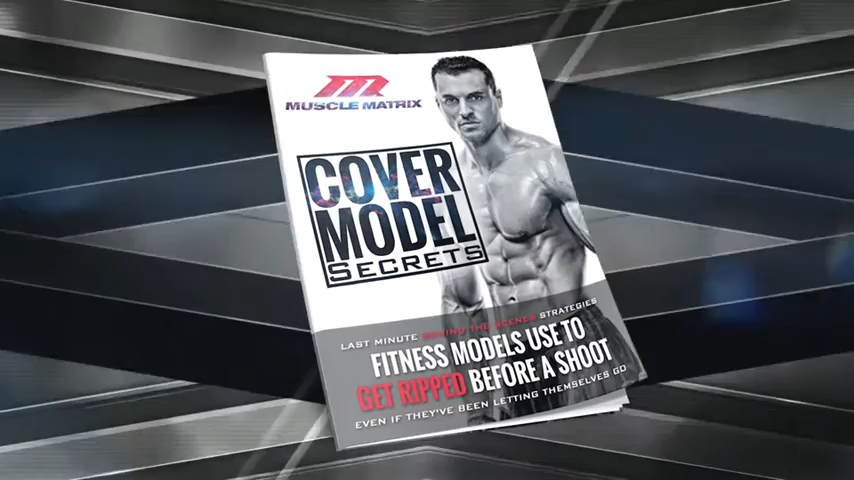 MUSCLE MATRIX
COVER
MODEL
SECRETS
LAST MINUTE BEHIND THE SCENES STRATEGIES
FITNESS MODELS USE TO
GET RIPPED BEFORE A SHOOT
EVEN IF THEY'VE BEEN LETTING THEMSELVES GO